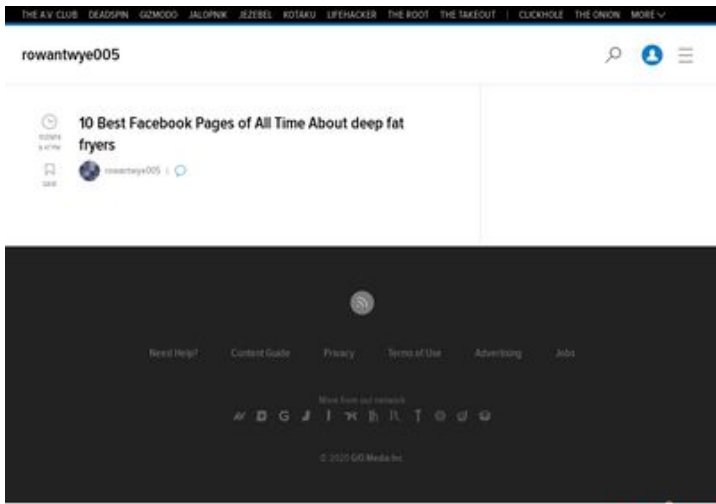 THE A.V. CLUB DEADSPIN GIZMODO JALOPNIK JEZEBEL KOTAKU LIFEHACKER THE ROOT THE TAKEOUT | CLICKHOLE THE ONION MORE
rowantwye005
10 Best Facebook Pages of All Time About deep fat
fryers
rowantwye005 |
SAVE
Need Help? Content Guide Privacy Terms of Use Advertising Jobs
More from our network
© 2020 G/O Media Inc.